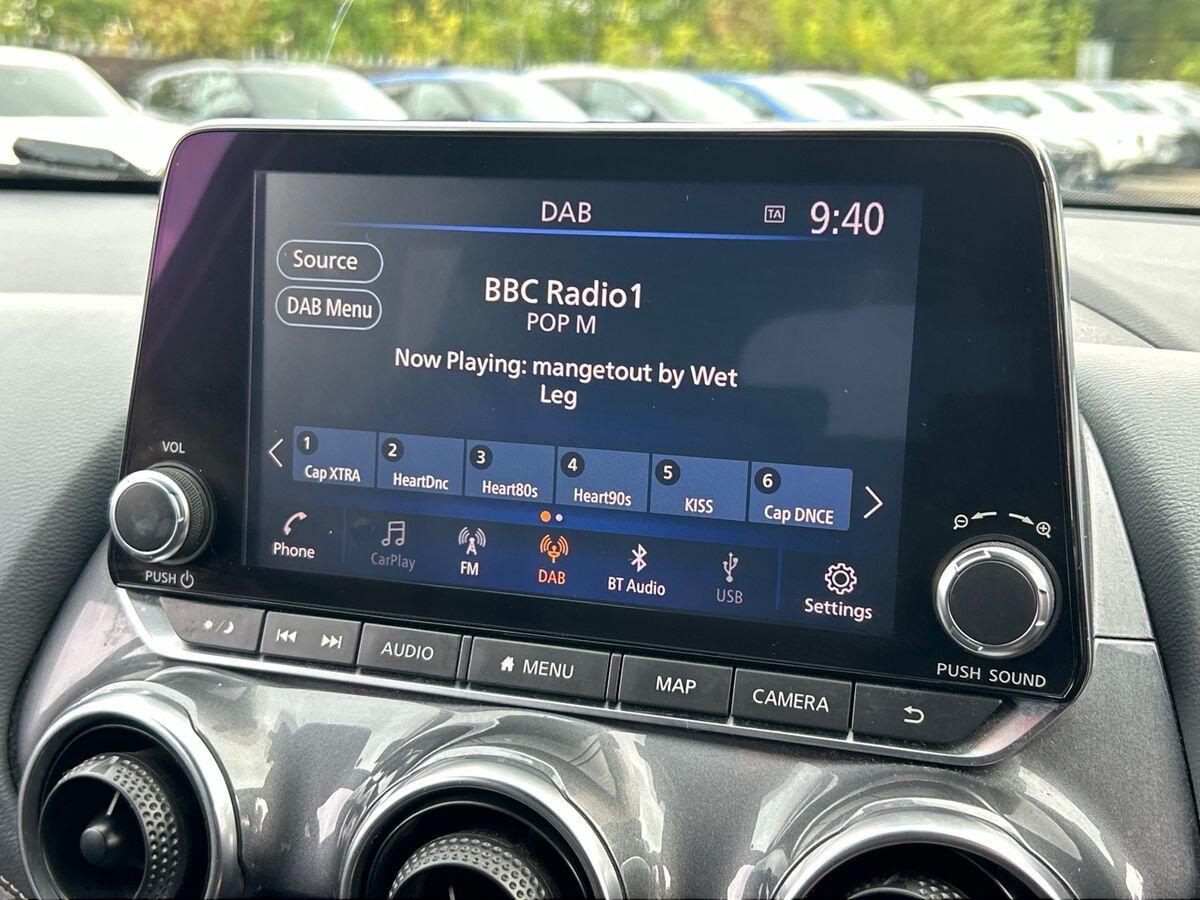 DAB
TA
9:40
Source
DAB Menu
BBC Radio1
POP M
Now Playing: mangetout by Wet
Leg
1
Cap XTRA
2
HeartDnc
3
Heart80s
4
Heart90s
5
KISS
6
Cap DNCE
Phone
CarPlay
FM
DAB
BT Audio
USB
Settings
VOL
PUSH
PUSH SOUND
AUDIO
MENU
MAP
CAMERA